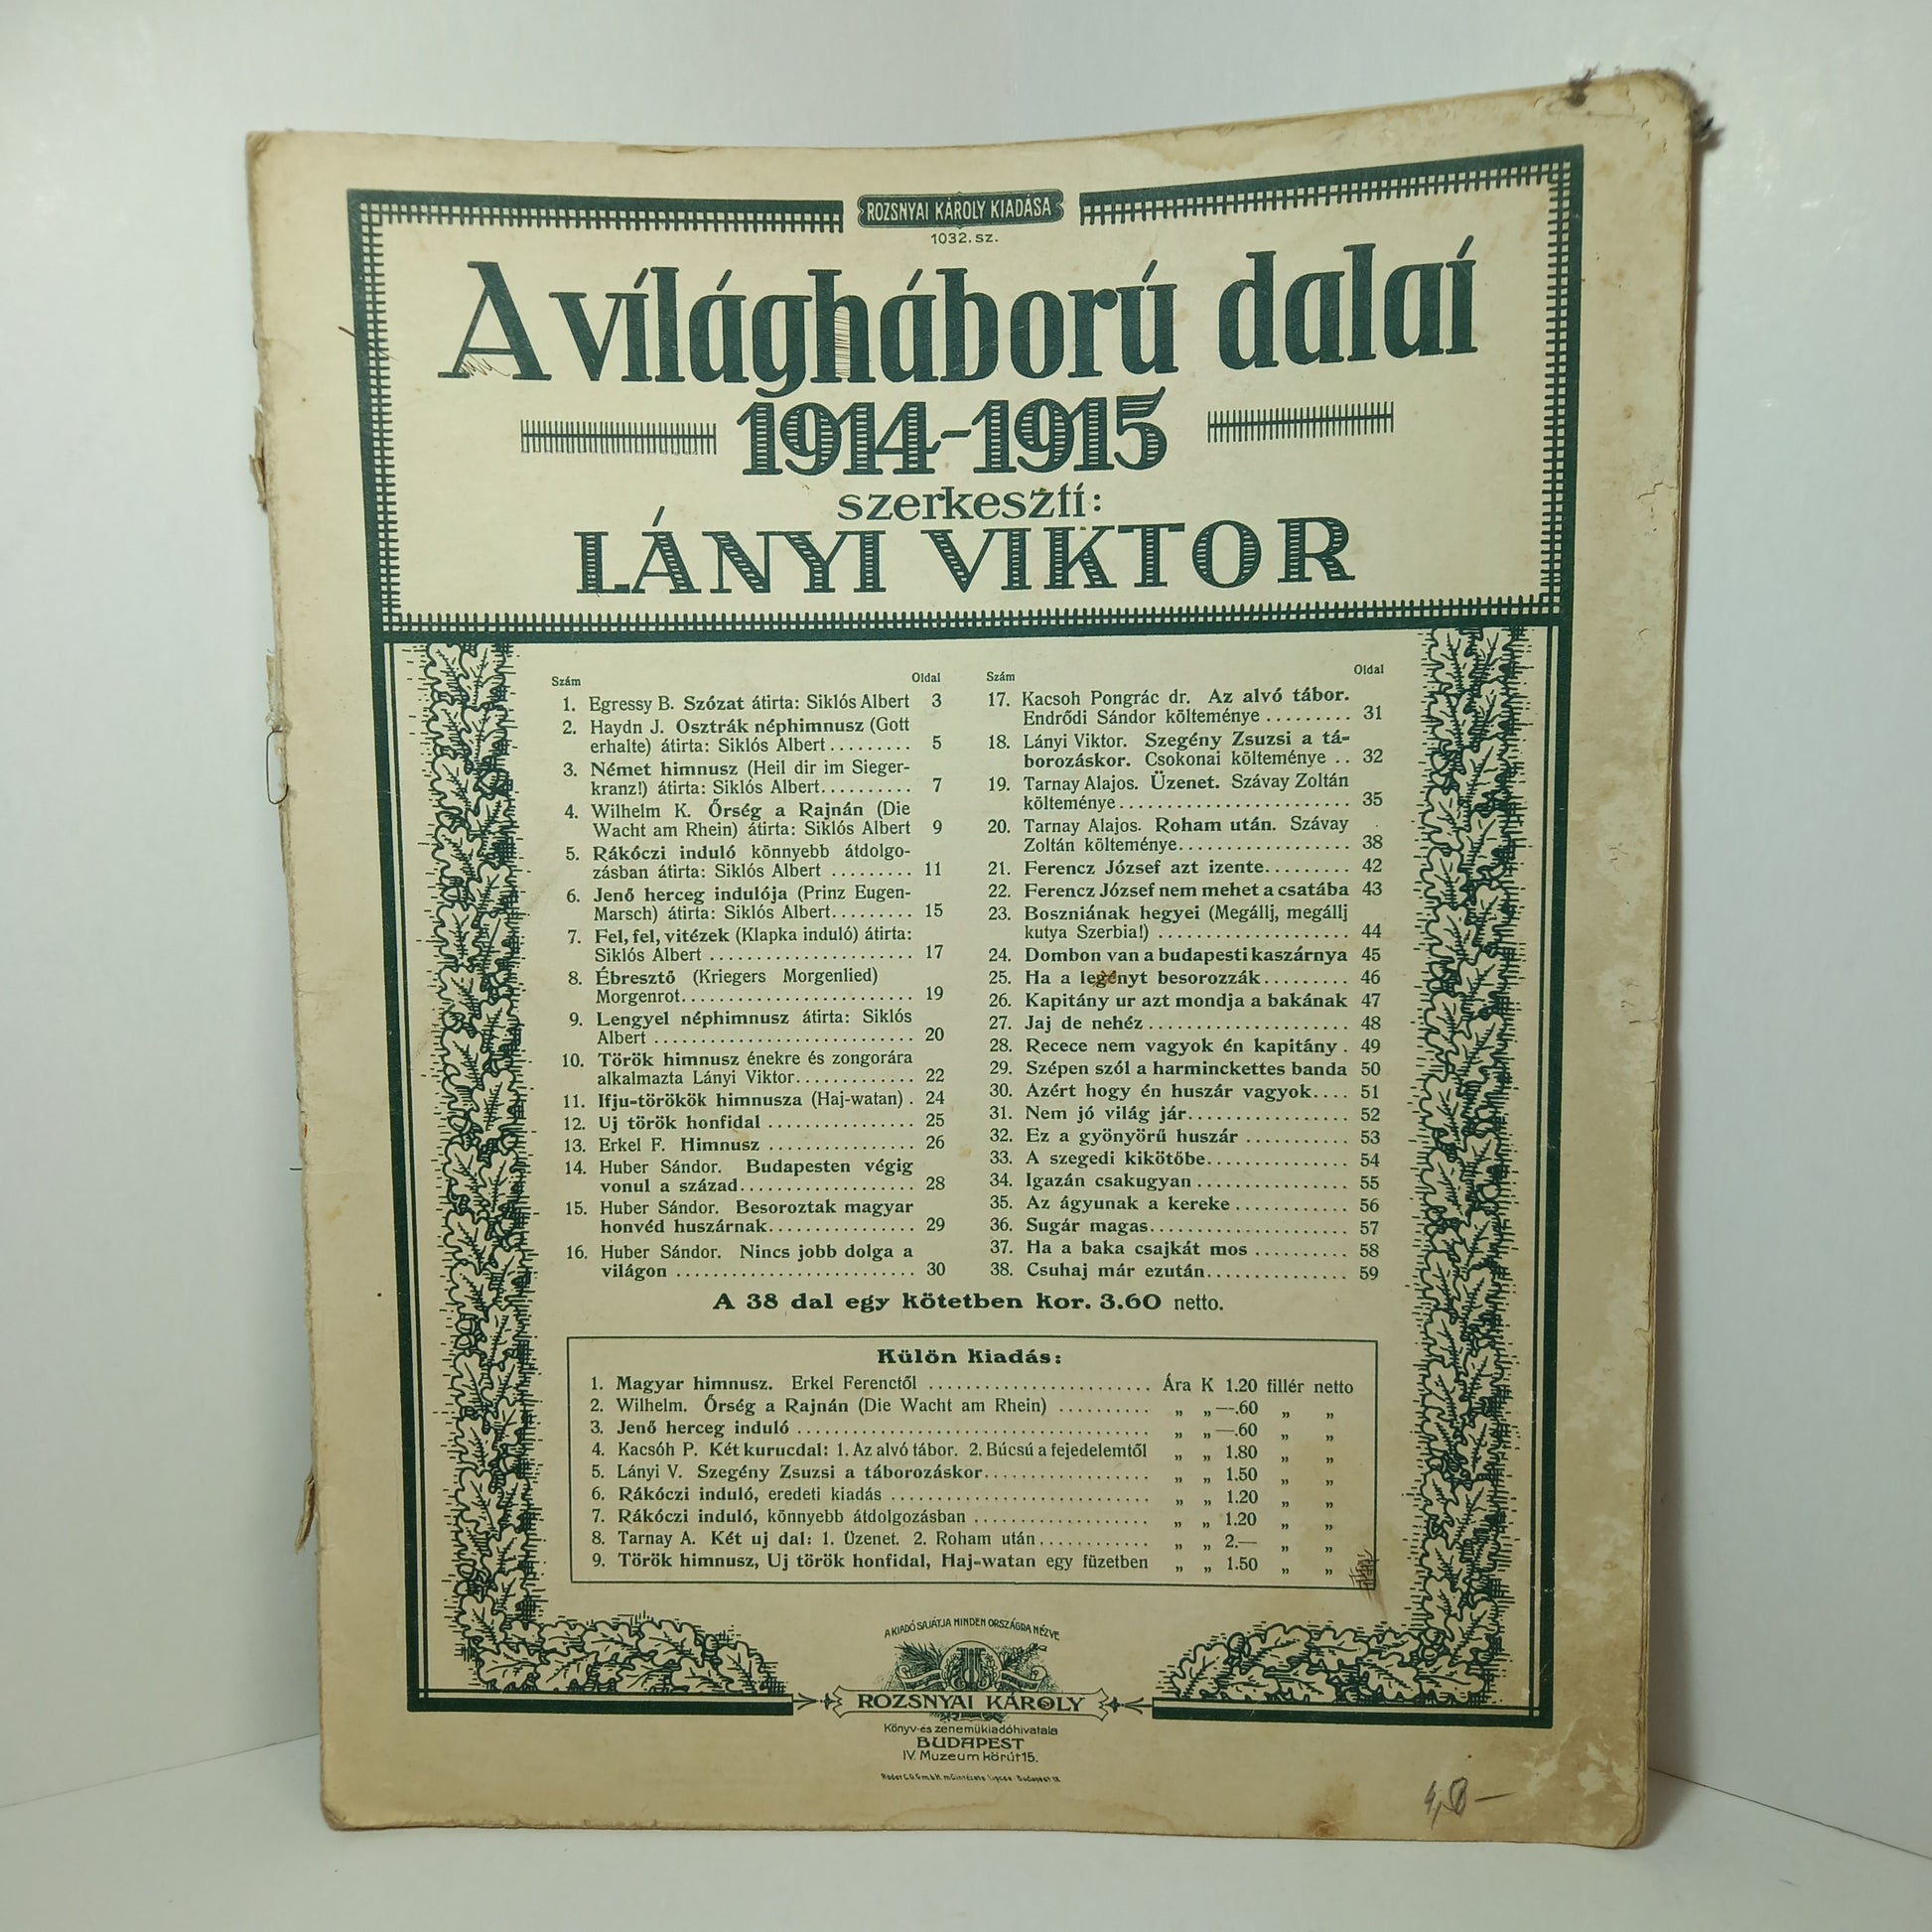 ROZSNYAI KÁROLY KIADÁSA
1032. sz.
A világháború dalai
1914-1915
szerkeszti:
LÁNYI VIKTOR
Szám Oldal
1. Egressy B. Szózat átirta: Siklós Albert 3
2. Haydn J. Osztrák néphimnusz (Gott
erhalte) átirta: Siklós Albert......... 5
3. Német himnusz (Heil dir im Sieger-
kranz!) átirta: Siklós Albert.......... 7
4. Wilhelm K. Őrség a Rajnán (Die
Wacht am Rhein) átirta: Siklós Albert 9
5. Rákóczi induló könnyebb átdolgo-
zásban átirta: Siklós Albert ......... 11
6. Jenő herceg indulója (Prinz Eugen-
Marsch) átirta: Siklós Albert......... 15
7. Fel, fel, vitézek (Klapka induló) átirta:
Siklós Albert ...................... 17
8. Ébresztő (Kriegers Morgenlied)
Morgenrot......................... 19
9. Lengyel néphimnusz átirta: Siklós
Albert ............................ 20
10. Török himnusz énekre és zongorára
alkalmazta Lányi Viktor............. 22
11. Ifju-törökök himnusza (Haj-watan) . 24
12. Uj török honfidal ................ 25
13. Erkel F. Himnusz ................ 26
14. Huber Sándor. Budapesten végig
vonul a század................... 28
15. Huber Sándor. Besoroztak magyar
honvéd huszárnak................ 29
16. Huber Sándor. Nincs jobb dolga a
világon .......................... 30
Szám Oldal
17. Kacsoh Pongrác dr. Az alvó tábor.
Endrődi Sándor költeménye ......... 31
18. Lányi Viktor. Szegény Zsuzsi a tá-
borozáskor. Csokonai költeménye .. 32
19. Tarnay Alajos. Üzenet. Szávay Zoltán
költeménye......................... 35
20. Tarnay Alajos. Roham után. Szávay
Zoltán költeménye.................. 38
21. Ferencz József azt izente......... 42
22. Ferencz József nem mehet a csatába 43
23. Boszniának hegyei (Megállj, megállj
kutya Szerbia!) .................... 44
24. Dombon van a budapesti kaszárnya 45
25. Ha a legényt besorozzák......... 46
26. Kapitány ur azt mondja a bakának 47
27. Jaj de nehéz ..................... 48
28. Recece nem vagyok én kapitány . 49
29. Szépen szól a harminckettes banda 50
30. Azért hogy én huszár vagyok.... 51
31. Nem jó világ jár................. 52
32. Ez a gyönyörű huszár ........... 53
33. A szegedi kikötőbe............... 54
34. Igazán csakugyan ................ 55
35. Az ágyunak a kereke ............ 56
36. Sugár magas..................... 57
37. Ha a baka csajkát mos .......... 58
38. Csuhaj már ezután............... 59
A 38 dal egy kötetben kor. 3.60 netto.
Külön kiadás:
1. Magyar himnusz. Erkel Ferenctől ........................ Ára K 1.20 fillér netto
2. Wilhelm. Őrség a Rajnán (Die Wacht am Rhein) .......... „ „ —.60 „ „
3. Jenő herceg induló ...................................... „ „ —.60 „ „
4. Kacsóh P. Két kurucdal: 1. Az alvó tábor. 2. Búcsú a fejedelemtől „ „ 1.80 „ „
5. Lányi V. Szegény Zsuzsi a táborozáskor.................. „ „ 1.50 „ „
6. Rákóczi induló, eredeti kiadás ............................ „ „ 1.20 „ „
7. Rákóczi induló, könnyebb átdolgozásban ................... „ „ 1.20 „ „
8. Tarnay A. Két uj dal: 1. Üzenet. 2. Roham után............ „ „ 2.— „ „
9. Török himnusz, Uj török honfidal, Haj-watan egy füzetben „ „ 1.50 „ „
A KIADÓ SAJÁTJA MINDEN ORSZÁGRA NÉZVE
ROZSNYAI KÁROLY
Könyv- és zeneműkiadóhivatala
BUDAPEST
IV. Muzeum körút 15.
4,50 —